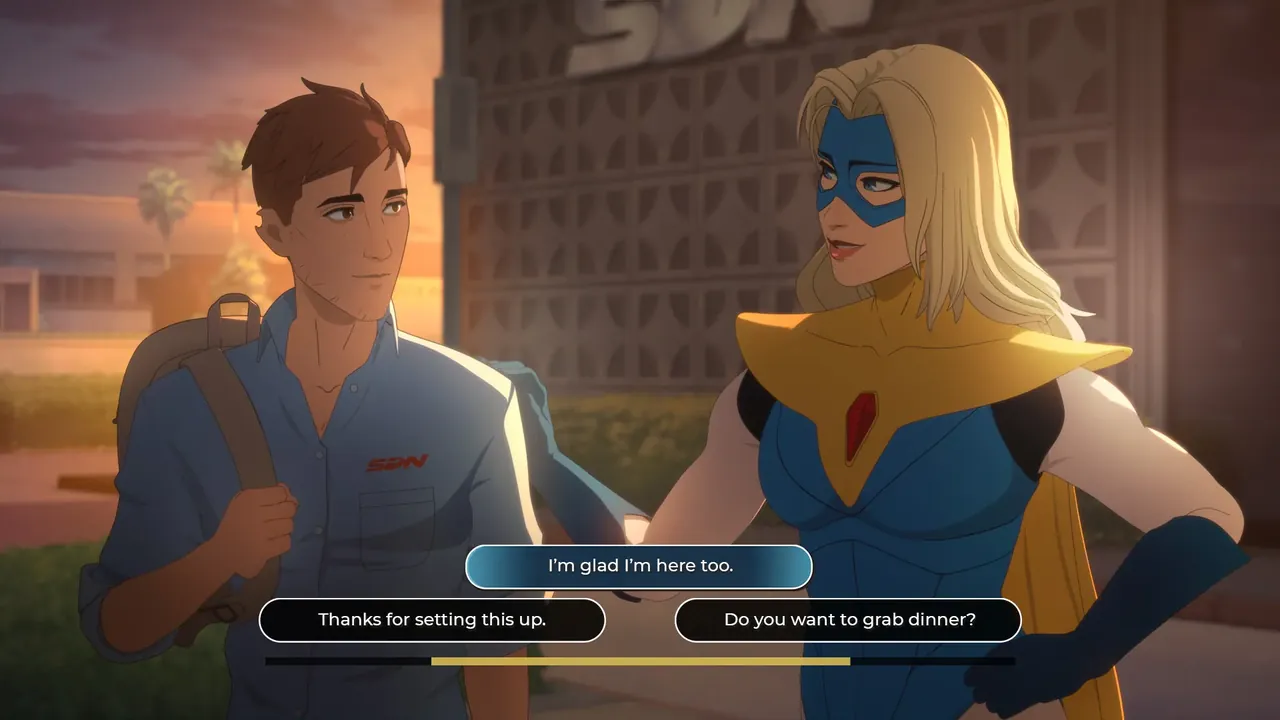 SDN
SDN
I'm glad I'm here too.
Thanks for setting this up.
Do you want to grab dinner?